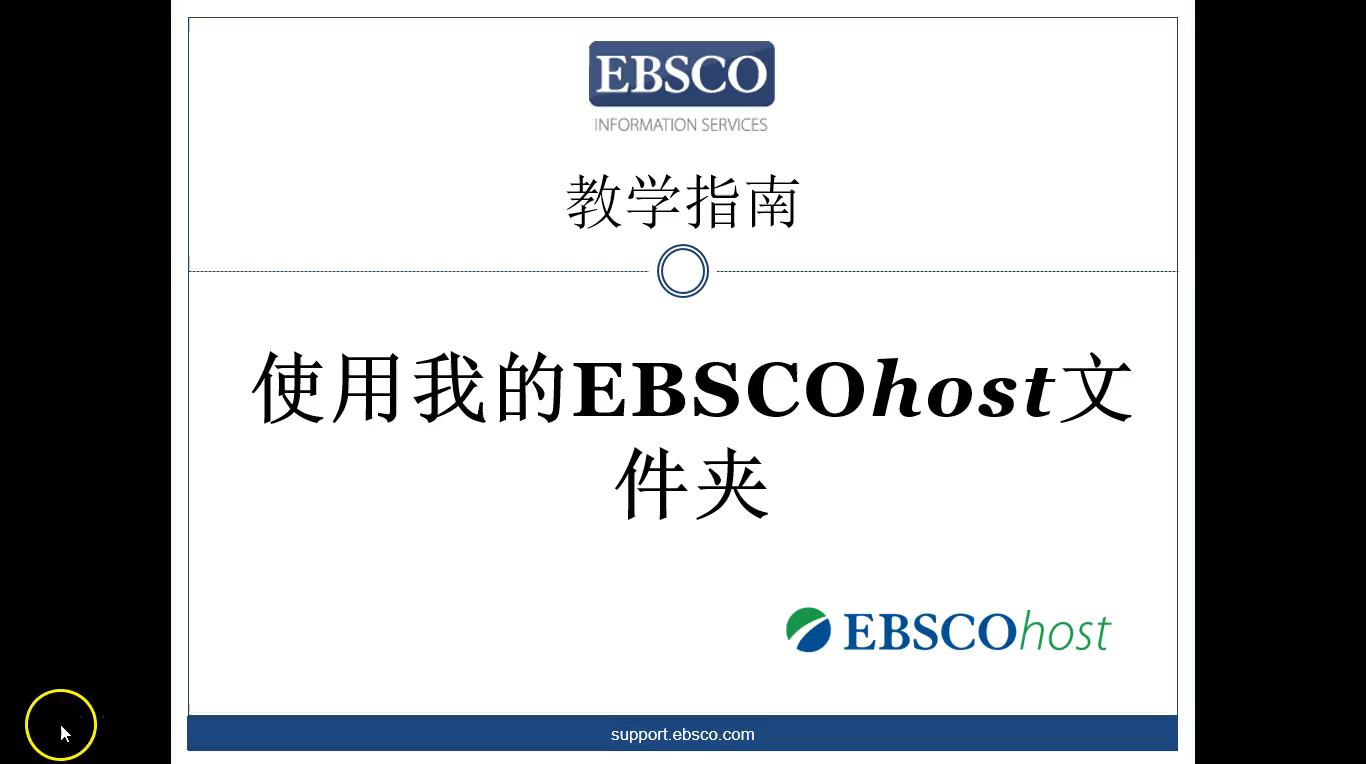 EBSCO
INFORMATION SERVICES
教学指南
使用我的EBSCOhost文
件夹
EBSCOhost
support.ebsco.com